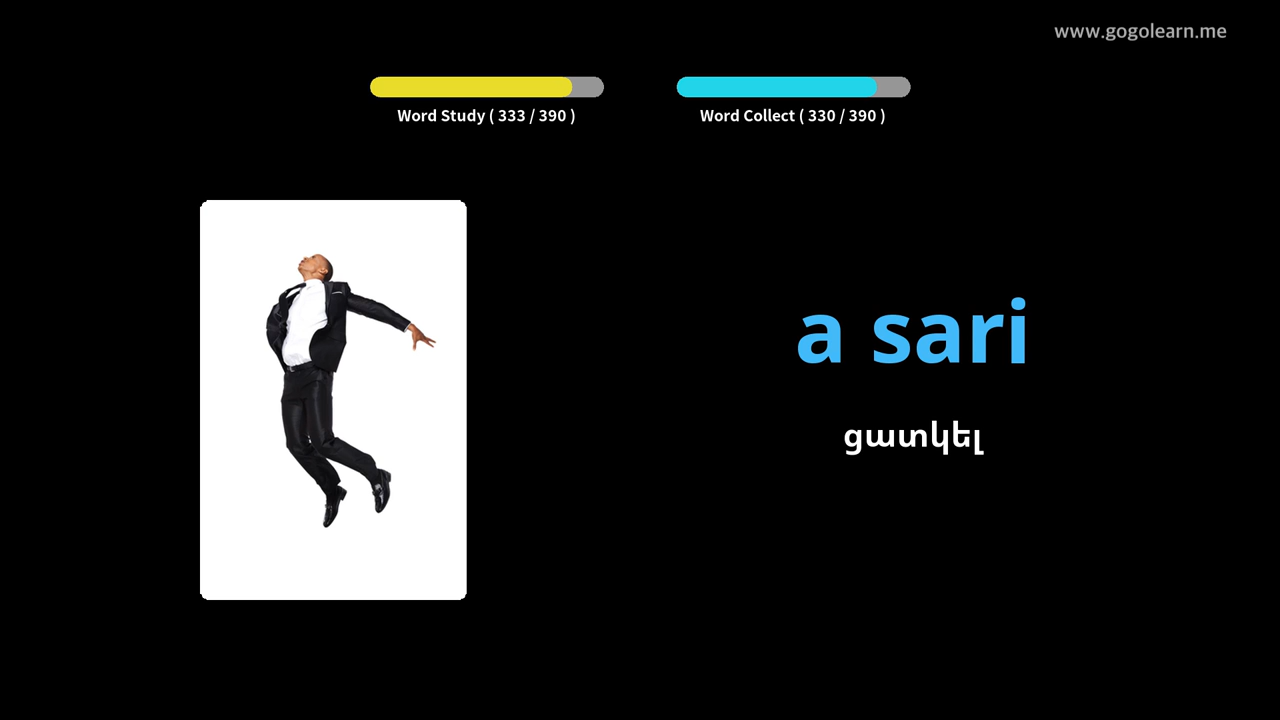 www.gogolearn.me
Word Study ( 333 / 390 )
Word Collect ( 330 / 390 )
a sari
ցատկել